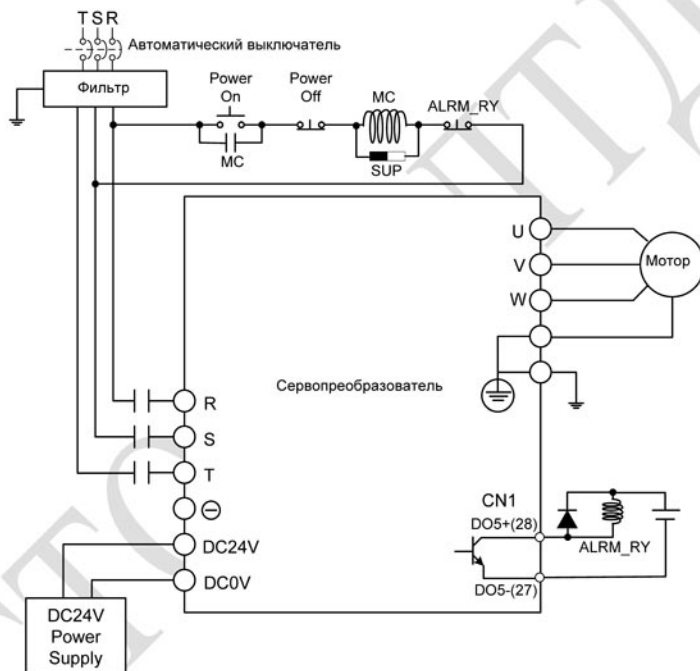 T S R
Автоматический выключатель
Фильтр
Power
On
Power
Off
MC
ALRM_RY
MC
SUP
U
V
W
Мотор
Сервопреобразователь
R
S
T
CN1
DO5+(28)
ALRM_RY
DC24V
DC0V
DO5-(27)
DC24V
Power
Supply